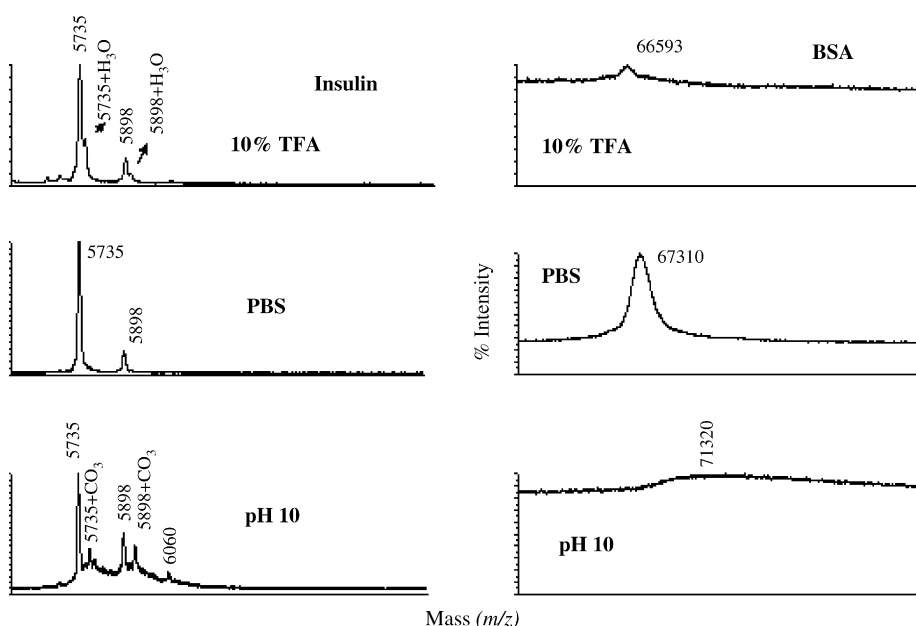 5735
5735+H₃O
5898
5898+H₃O
Insulin
10% TFA
66593
BSA
10% TFA
5735
5898
PBS
% Intensity
67310
PBS
5735
5735+CO₃
5898
5898+CO₃
6060
pH 10
71320
pH 10
Mass (m/z)